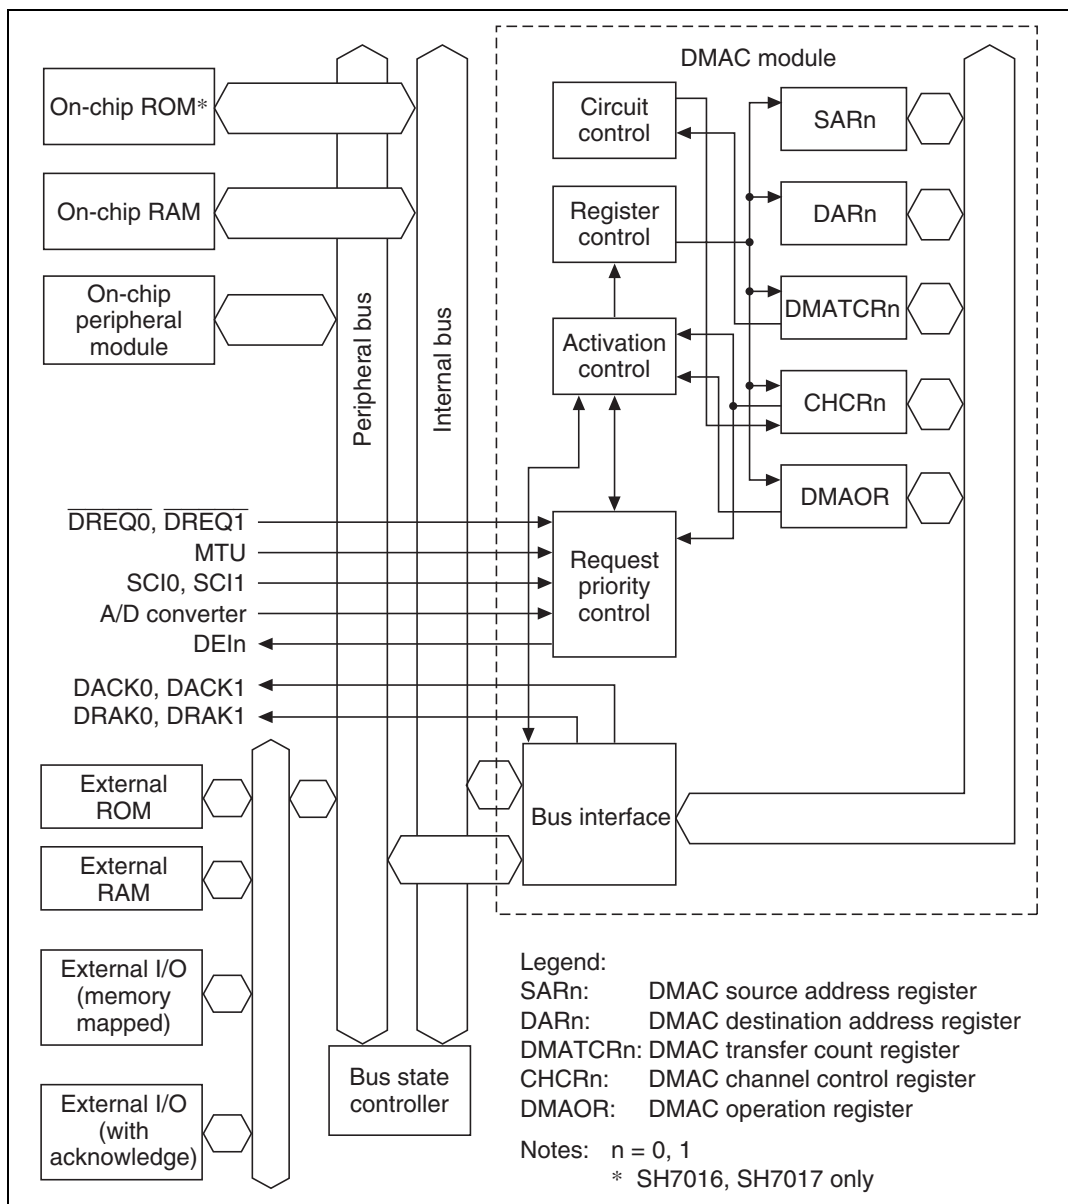 DMAC module
On-chip ROM*
On-chip RAM
On-chip
peripheral
module
Peripheral bus
Internal bus
Circuit
control
Register
control
Activation
control
Request
priority
control
SARn
DARn
DMATCRn
CHCRn
DMAOR
DREQ0, DREQ1
MTU
SCI0, SCI1
A/D converter
DEIn
DACK0, DACK1
DRAK0, DRAK1
External
ROM
External
RAM
External I/O
(memory
mapped)
External I/O
(with
acknowledge)
Bus interface
Bus state
controller
Legend:
SARn: DMAC source address register
DARn: DMAC destination address register
DMATCRn: DMAC transfer count register
CHCRn: DMAC channel control register
DMAOR: DMAC operation register
Notes: n = 0, 1
* SH7016, SH7017 only